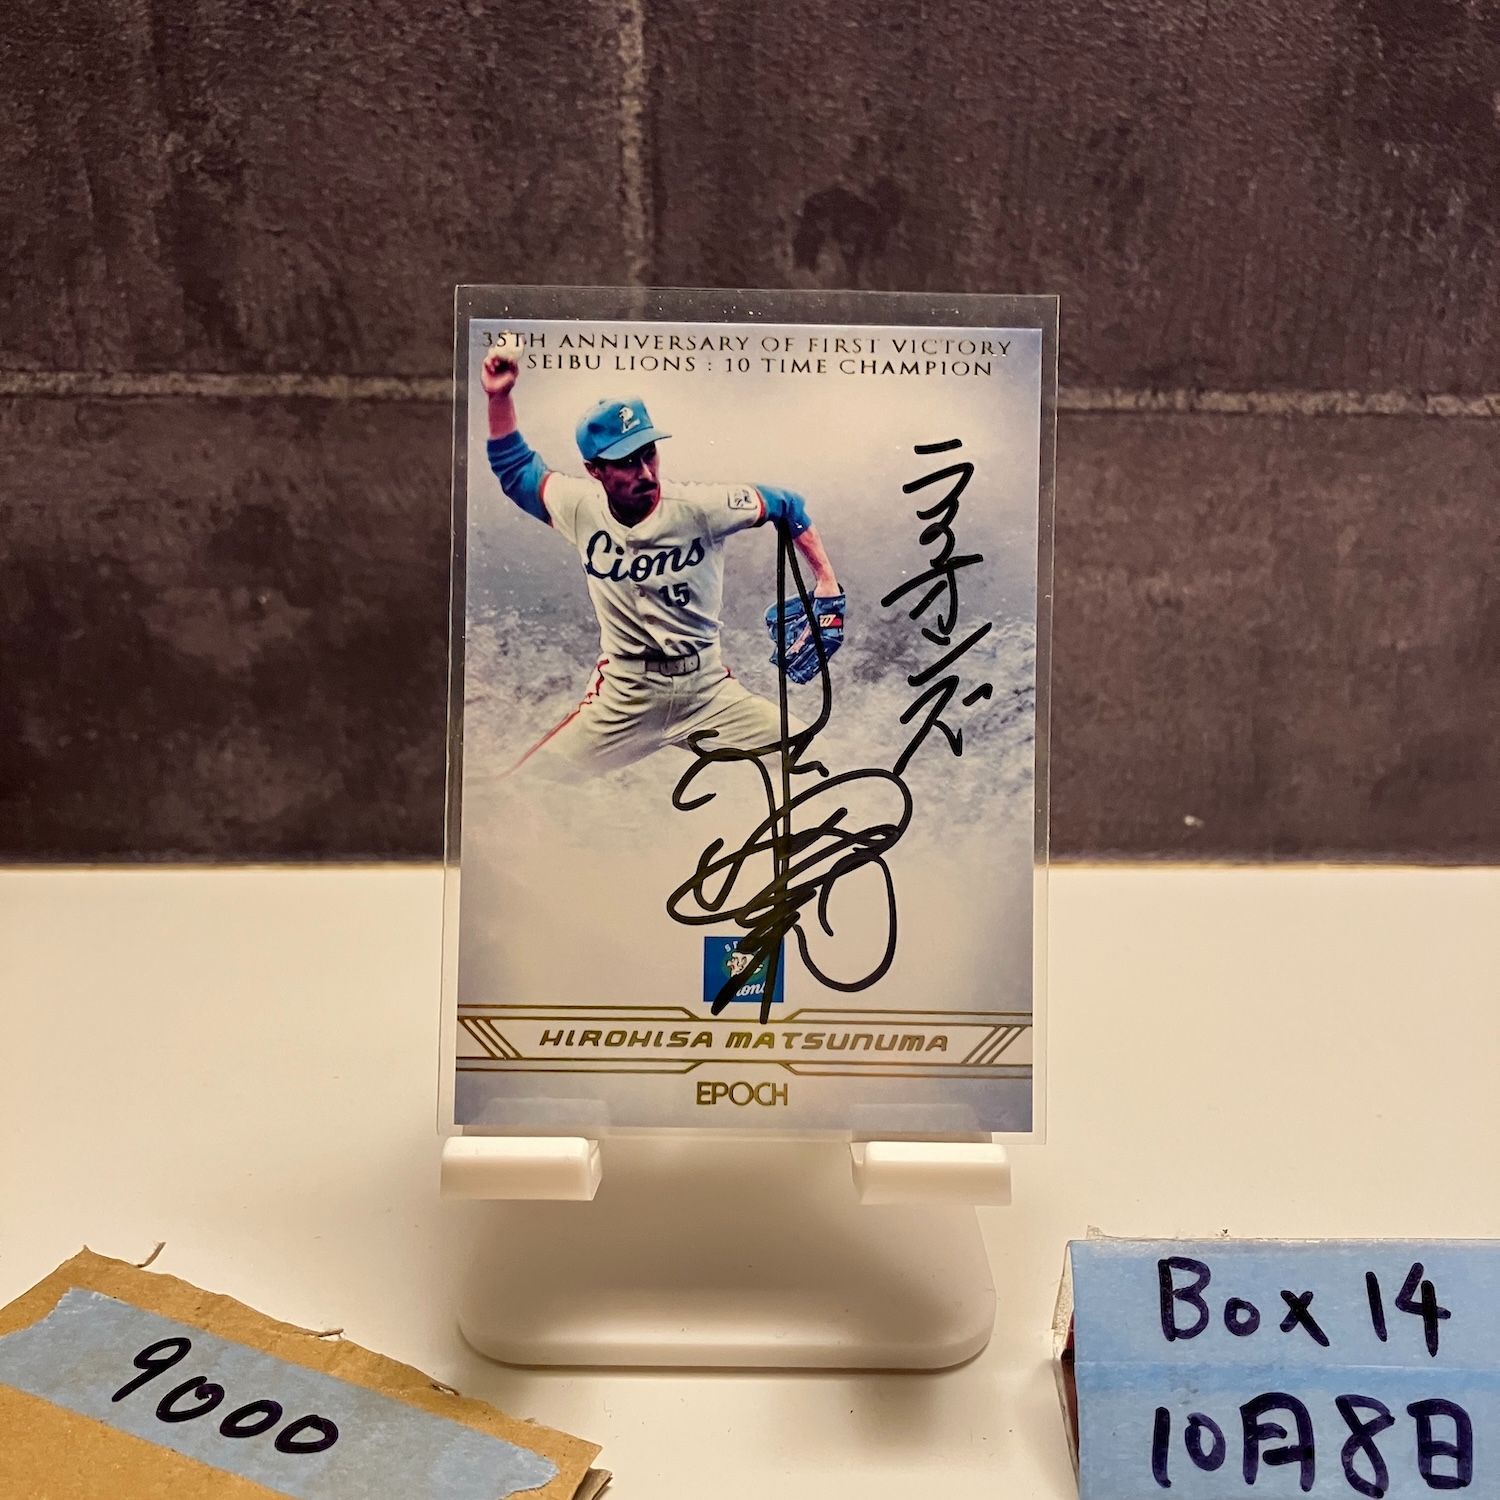 35TH ANNIVERSARY OF FIRST VICTORY
SEIBU LIONS : 10 TIME CHAMPION
Lions
15
ライオンズ
HIROHISA MATSUNUMA
EPOCH
9000
Box 14
10月8日